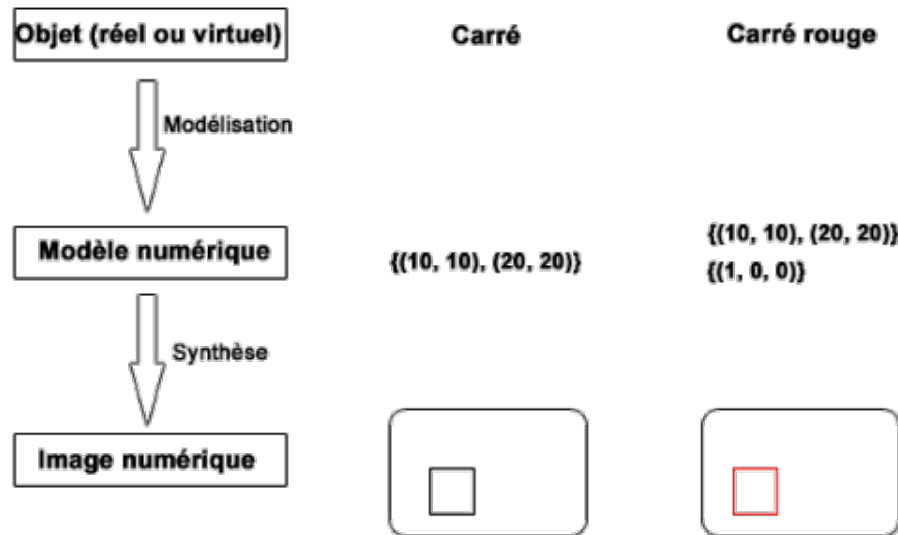 Objet (réel ou virtuel)
Carré
Carré rouge
Modélisation
Modèle numérique
{(10, 10), (20, 20)}
{(10, 10), (20, 20)}
{(1, 0, 0)}
Synthèse
Image numérique